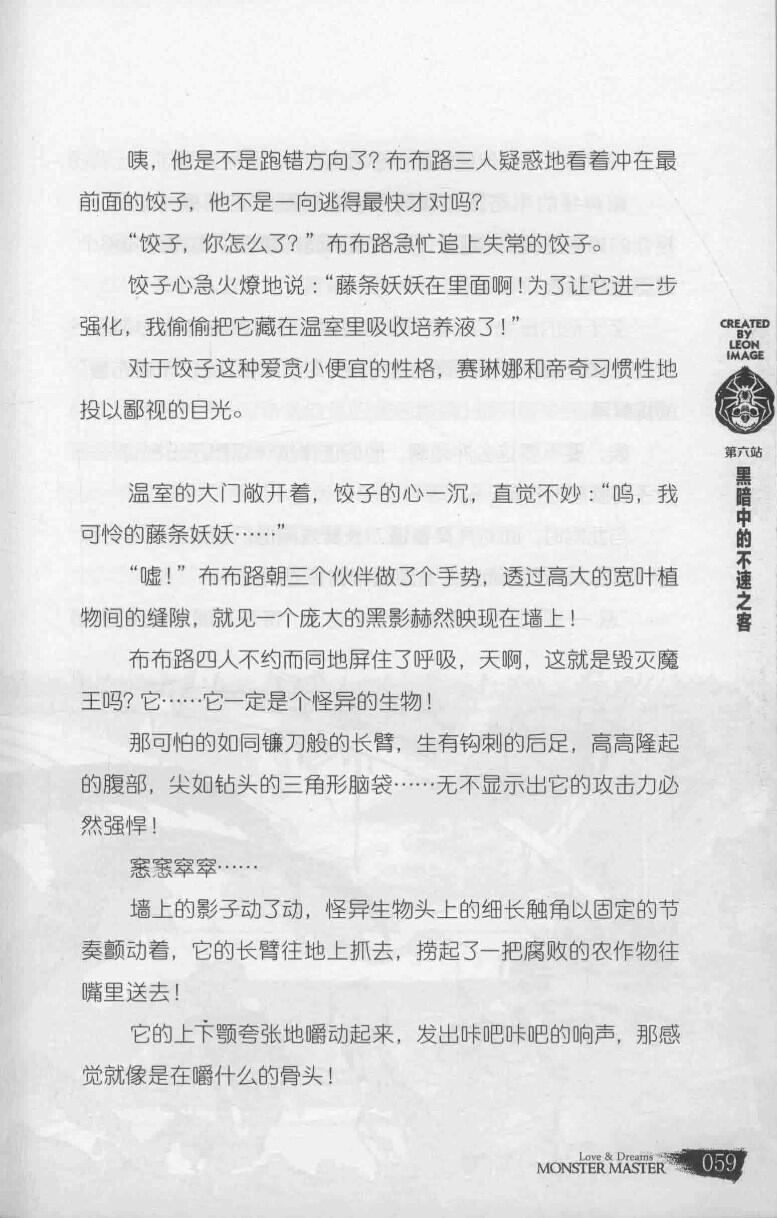 咦，他是不是跑错方向了？布布路三人疑惑地看着冲在最
前面的饺子，他不是一向逃得最快才对吗？
“饺子，你怎么了？”布布路急忙追上失常的饺子。
饺子心急火燎地说：“藤条妖妖在里面啊！为了让它进一步
强化，我偷偷把它藏在温室里吸收培养液了！”
对于饺子这种爱贪小便宜的性格，赛琳娜和帝奇习惯性地
投以鄙视的目光。
温室的大门敞开着，饺子的心一沉，直觉不妙：“呜，我
可怜的藤条妖妖……”
“嘘！”布布路朝三个伙伴做了个手势，透过高大的宽叶植
物间的缝隙，就见一个庞大的黑影赫然映现在墙上！
布布路四人不约而同地屏住了呼吸，天啊，这就是毁灭魔
王吗？它……它一定是个怪异的生物！
那可怕的如同镰刀般的长臂，生有钩刺的后足，高高隆起
的腹部，尖如钻头的三角形脑袋……无不显示出它的攻击力必
然强悍！
窸窸窣窣……
墙上的影子动了动，怪异生物头上的细长触角以固定的节
奏颤动着，它的长臂往地上抓去，捞起了一把腐败的农作物往
嘴里送去！
它的上下颚夸张地嚼动起来，发出咔吧咔吧的响声，那感
觉就像是在嚼什么的骨头！
CREATED
BY
LEON
IMAGE
第六站
黑暗中的不速之客
Love & Dreams
MONSTER MASTER
059